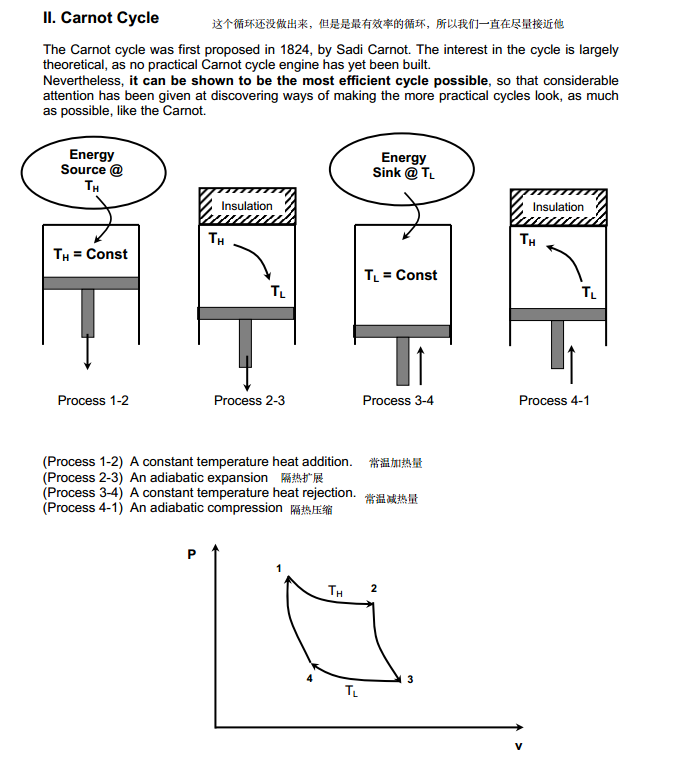 II. Carnot Cycle
这个循环还没做出来，但是是最有效率的循环，所以我们一直在尽量接近他
The Carnot cycle was first proposed in 1824, by Sadi Carnot. The interest in the cycle is largely
theoretical, as no practical Carnot cycle engine has yet been built.
Nevertheless, it can be shown to be the most efficient cycle possible, so that considerable
attention has been given at discovering ways of making the more practical cycles look, as much
as possible, like the Carnot.
Energy
Source @
TH
TH = Const
Process 1-2
Insulation
TH
TL
Process 2-3
Energy
Sink @ TL
TL = Const
Process 3-4
Insulation
TH
TL
Process 4-1
(Process 1-2) A constant temperature heat addition. 常温加热量
(Process 2-3) An adiabatic expansion 隔热扩展
(Process 3-4) A constant temperature heat rejection. 常温减热量
(Process 4-1) An adiabatic compression 隔热压缩
P
1
TH
2
4
TL
3
v